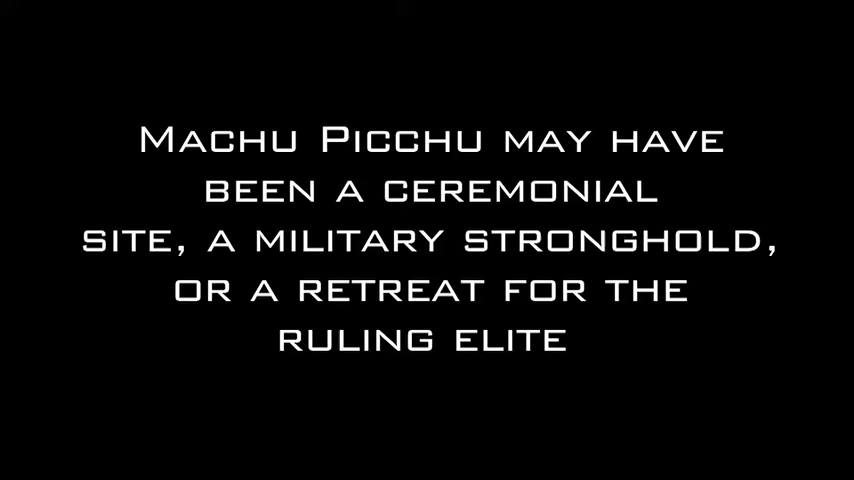 Machu Picchu may have
been a ceremonial
site, a military stronghold,
or a retreat for the
ruling elite